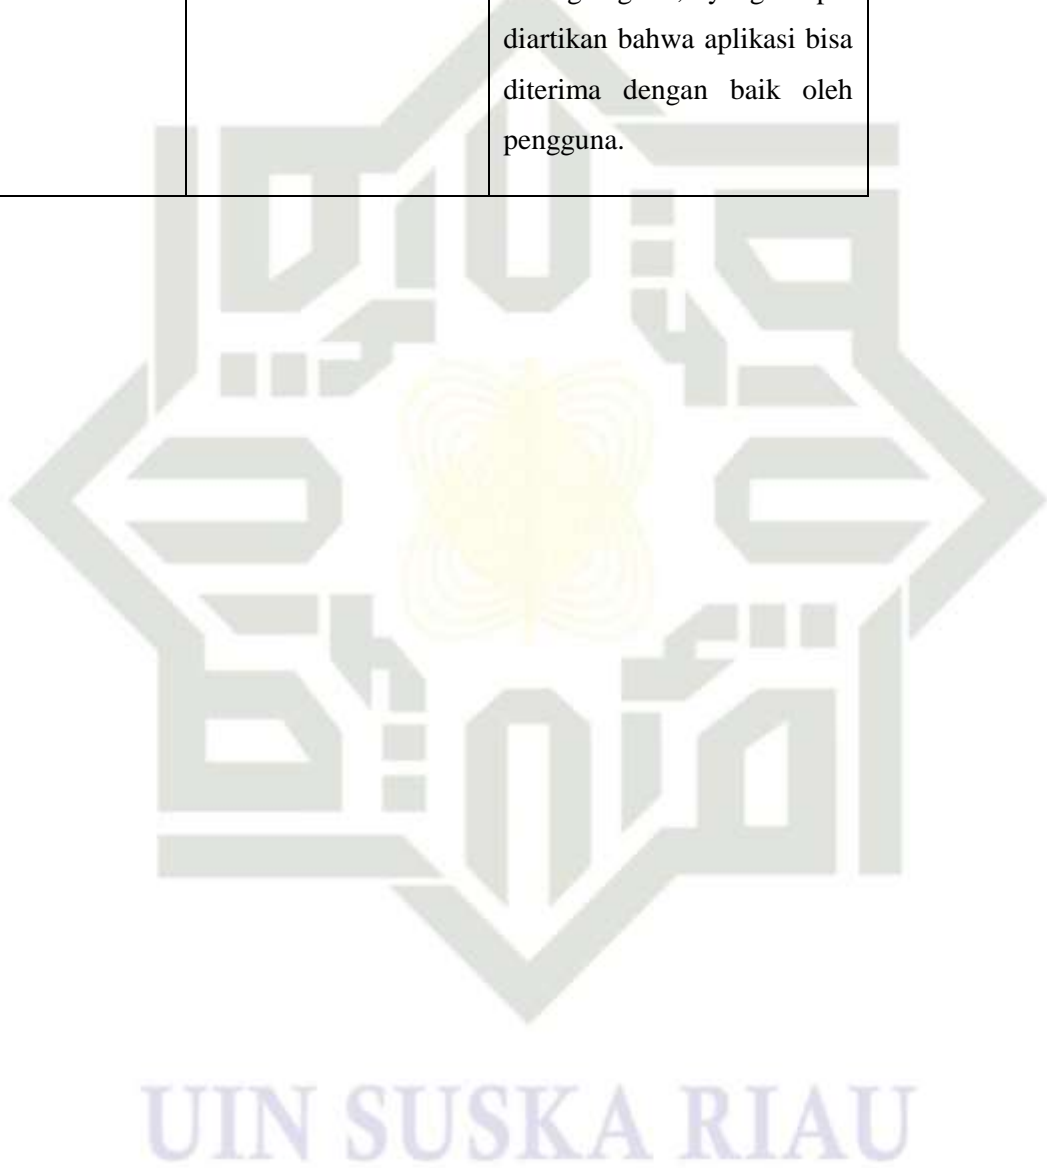 diartikan bahwa aplikasi bisa
diterima dengan baik oleh
pengguna.
UIN SUSKA RIAU